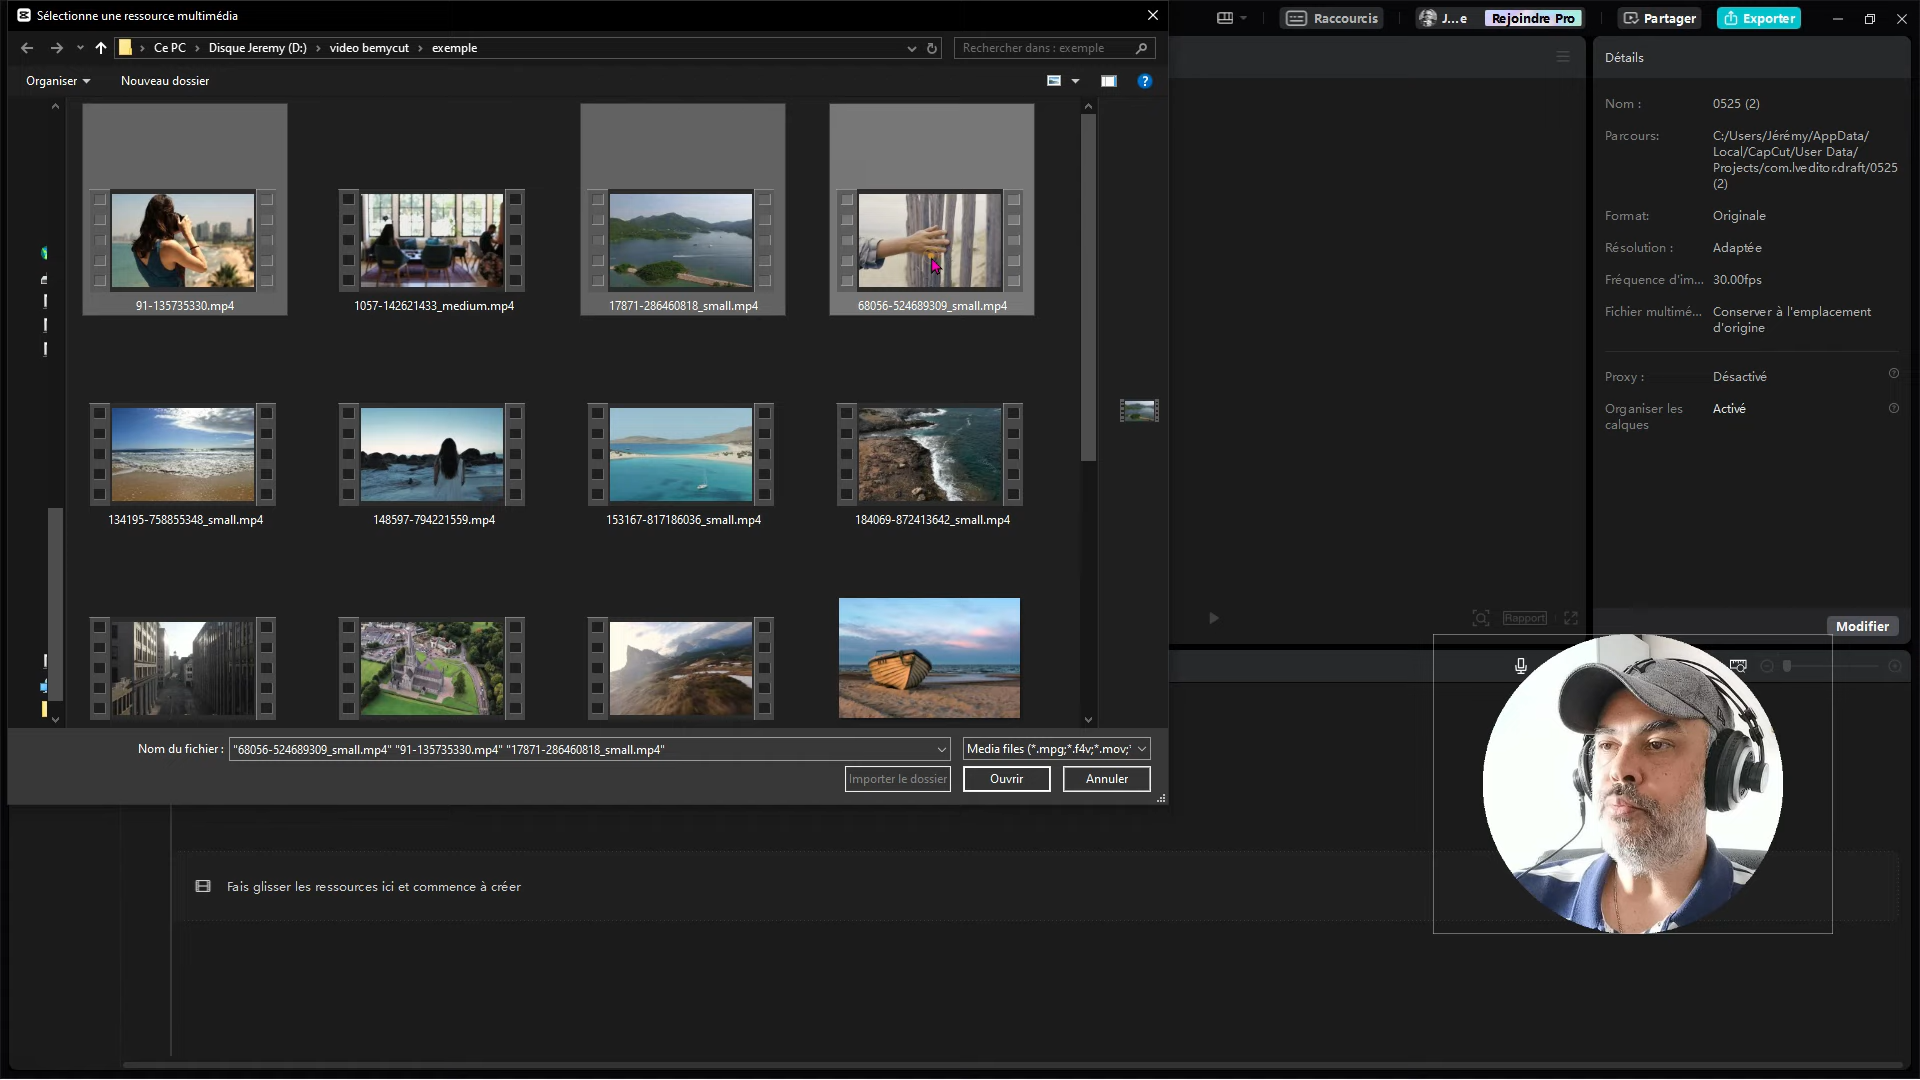 Sélectionne une ressource multimédia
Raccourcis
J...e
Rejoindre Pro
Partager
Exporter
Ce PC
Disque Jeremy (D:)
video bemycut
exemple
Rechercher dans : exemple
Organiser
Nouveau dossier
91-135735330.mp4
1057-142621433_medium.mp4
17871-286460818_small.mp4
68056-524689309_small.mp4
134195-758855348_small.mp4
148597-794221559.mp4
153167-817186036_small.mp4
184069-872413642_small.mp4
Nom du fichier :
"68056-524689309_small.mp4" "91-135735330.mp4" "17871-286460818_small.mp4"
Media files (*.mpg;*.f4v;*.mov;*
Importer le dossier
Ouvrir
Annuler
Détails
Nom :
0525 (2)
Parcours:
C:/Users/Jérémy/AppData/
Local/CapCut/User Data/
Projects/com.lveditor.draft/0525
(2)
Format:
Originale
Résolution :
Adaptée
Fréquence d'im...
30.00fps
Fichier multimé...
Conserver à l'emplacement
d'origine
Proxy :
Désactivé
Organiser les
calques
Activé
Rapport
Modifier
Fais glisser les ressources ici et commence à créer